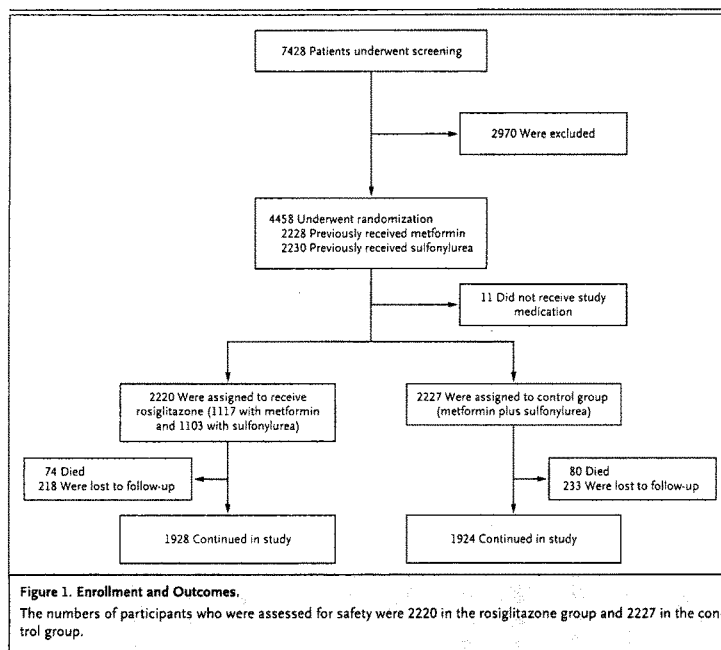 7428 Patients underwent screening
2970 Were excluded
4458 Underwent randomization
2228 Previously received metformin
2230 Previously received sulfonylurea
11 Did not receive study
medication
2220 Were assigned to receive
rosiglitazone (1117 with metformin
and 1103 with sulfonylurea)
2227 Were assigned to control group
(metformin plus sulfonylurea)
74 Died
218 Were lost to follow-up
80 Died
233 Were lost to follow-up
1928 Continued in study
1924 Continued in study
Figure 1. Enrollment and Outcomes.
The numbers of participants who were assessed for safety were 2220 in the rosiglitazone group and 2227 in the con-
trol group.